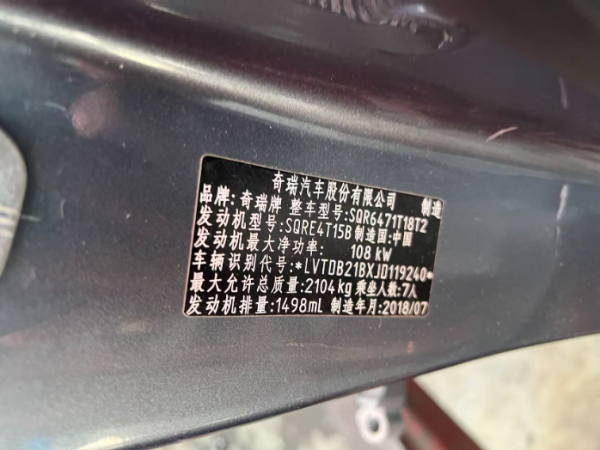 奇瑞汽车股份有限公司 制造
品牌:奇瑞牌 整车型号:SQR6471T18T2
发动机型号:SQRE4T15B 制造国:中国
发动机最大净功率: 108 kW
车辆识别代号:*LVTDB21BXJD119240*
最大允许总质量:2104kg 乘坐人数:7人
发动机排量:1498mL 制造年月:2018/07